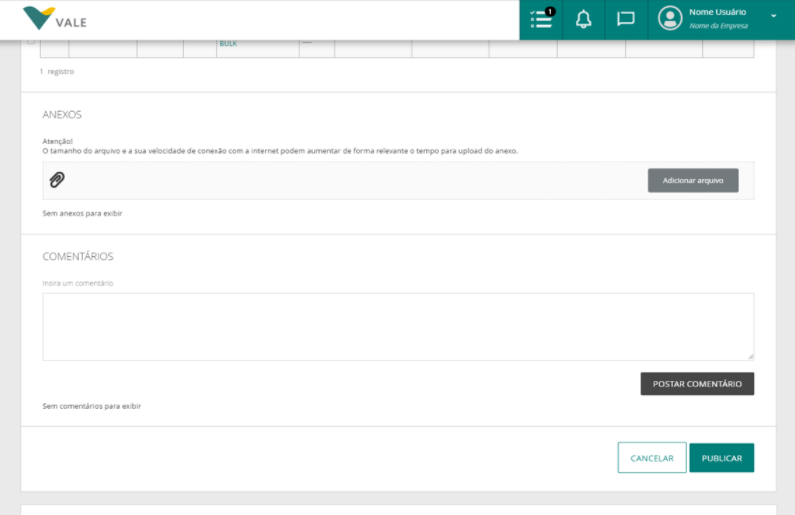 VALE
1
Nome Usuário
Nome da Empresa
BULK
1 registro
ANEXOS
Atenção!
O tamanho do arquivo e a sua velocidade de conexão com a internet podem aumentar de forma relevante o tempo para upload do anexo.
Adicionar arquivo
Sem anexos para exibir
COMENTÁRIOS
Insira um comentário
POSTAR COMENTÁRIO
Sem comentários para exibir
CANCELAR
PUBLICAR